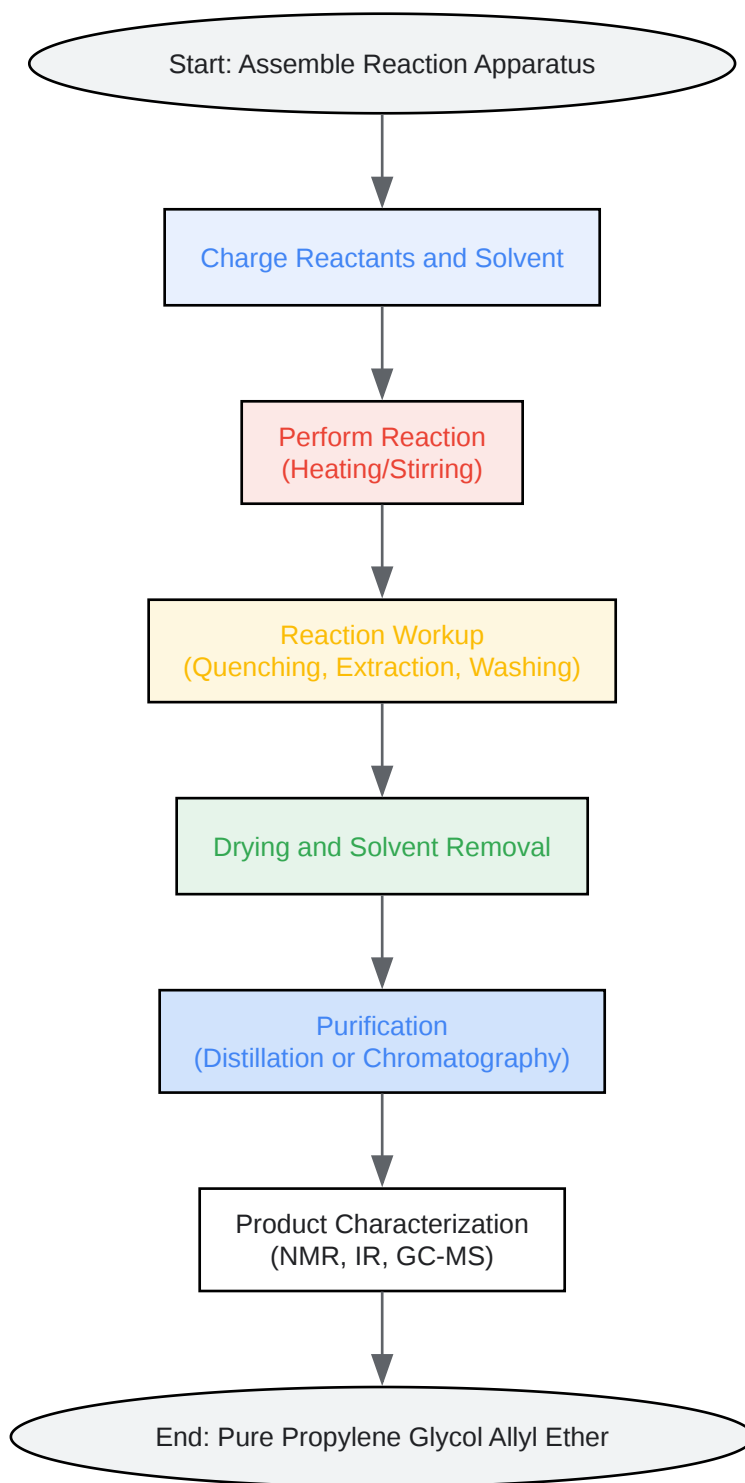 Start: Assemble Reaction Apparatus
Charge Reactants and Solvent
Perform Reaction
(Heating/Stirring)
Reaction Workup
(Quenching, Extraction, Washing)
Drying and Solvent Removal
Purification
(Distillation or Chromatography)
Product Characterization
(NMR, IR, GC-MS)
End: Pure Propylene Glycol Allyl Ether